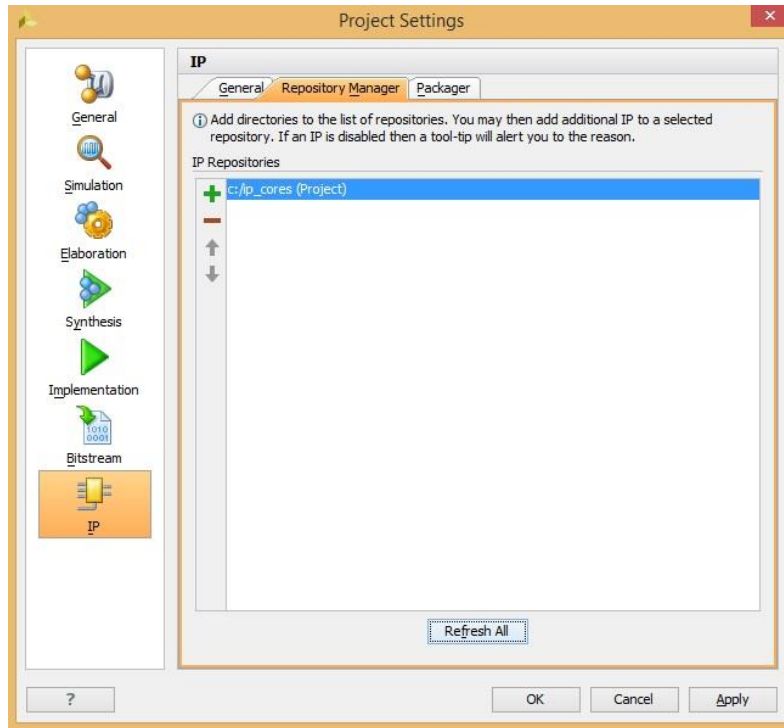 Project Settings
General
Simulation
Elaboration
Synthesis
Implementation
1010
0001
Bitstream
IP
IP
General
Repository Manager
Packager
Add directories to the list of repositories. You may then add additional IP to a selected
repository. If an IP is disabled then a tool-tip will alert you to the reason.
IP Repositories
c:/ip_cores (Project)
Refresh All
?
OK
Cancel
Apply